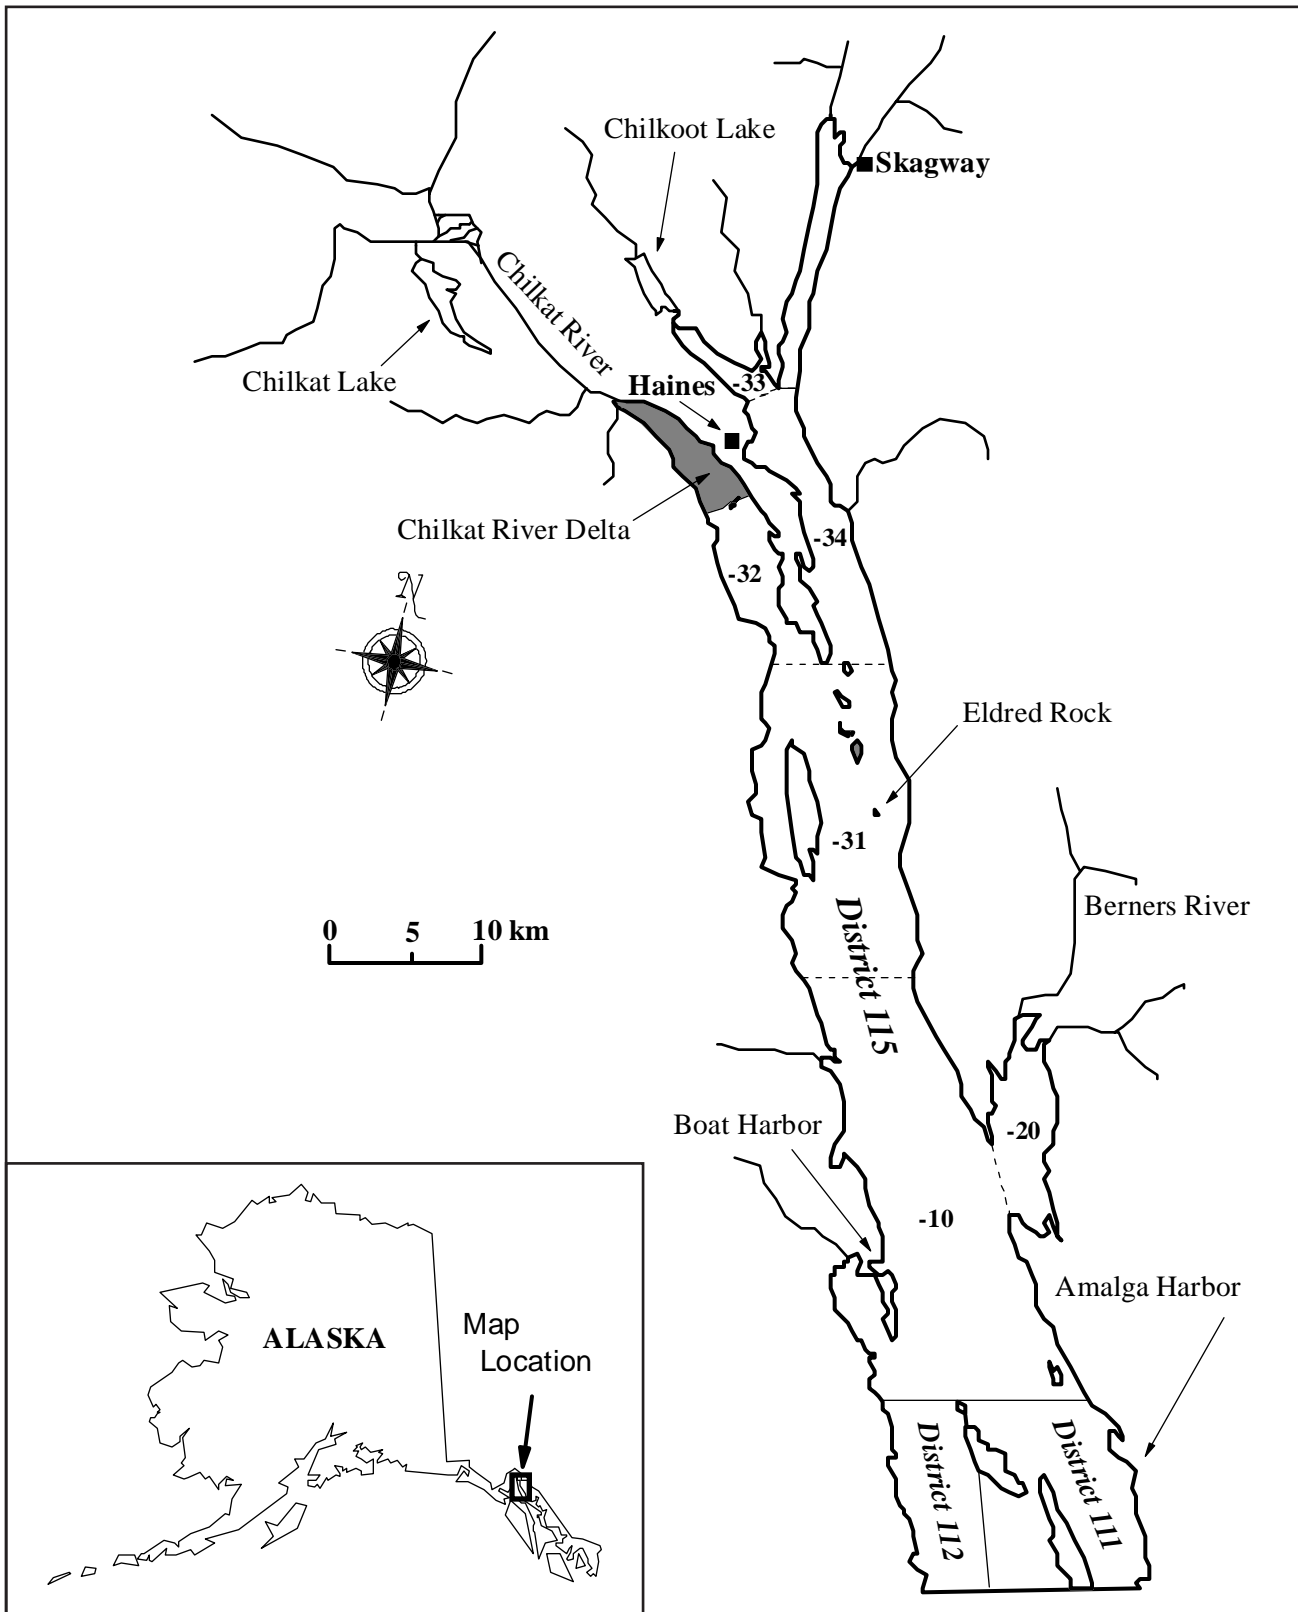 Chilkoot Lake
Skagway
Chilkat River
Chilkat Lake
Haines
-33
Chilkat River Delta
-34
-32
N
Eldred Rock
-31
0 5 10 km
Berners River
District 115
Boat Harbor
-20
-10
Amalga Harbor
ALASKA
Map
Location
District 112
District 111